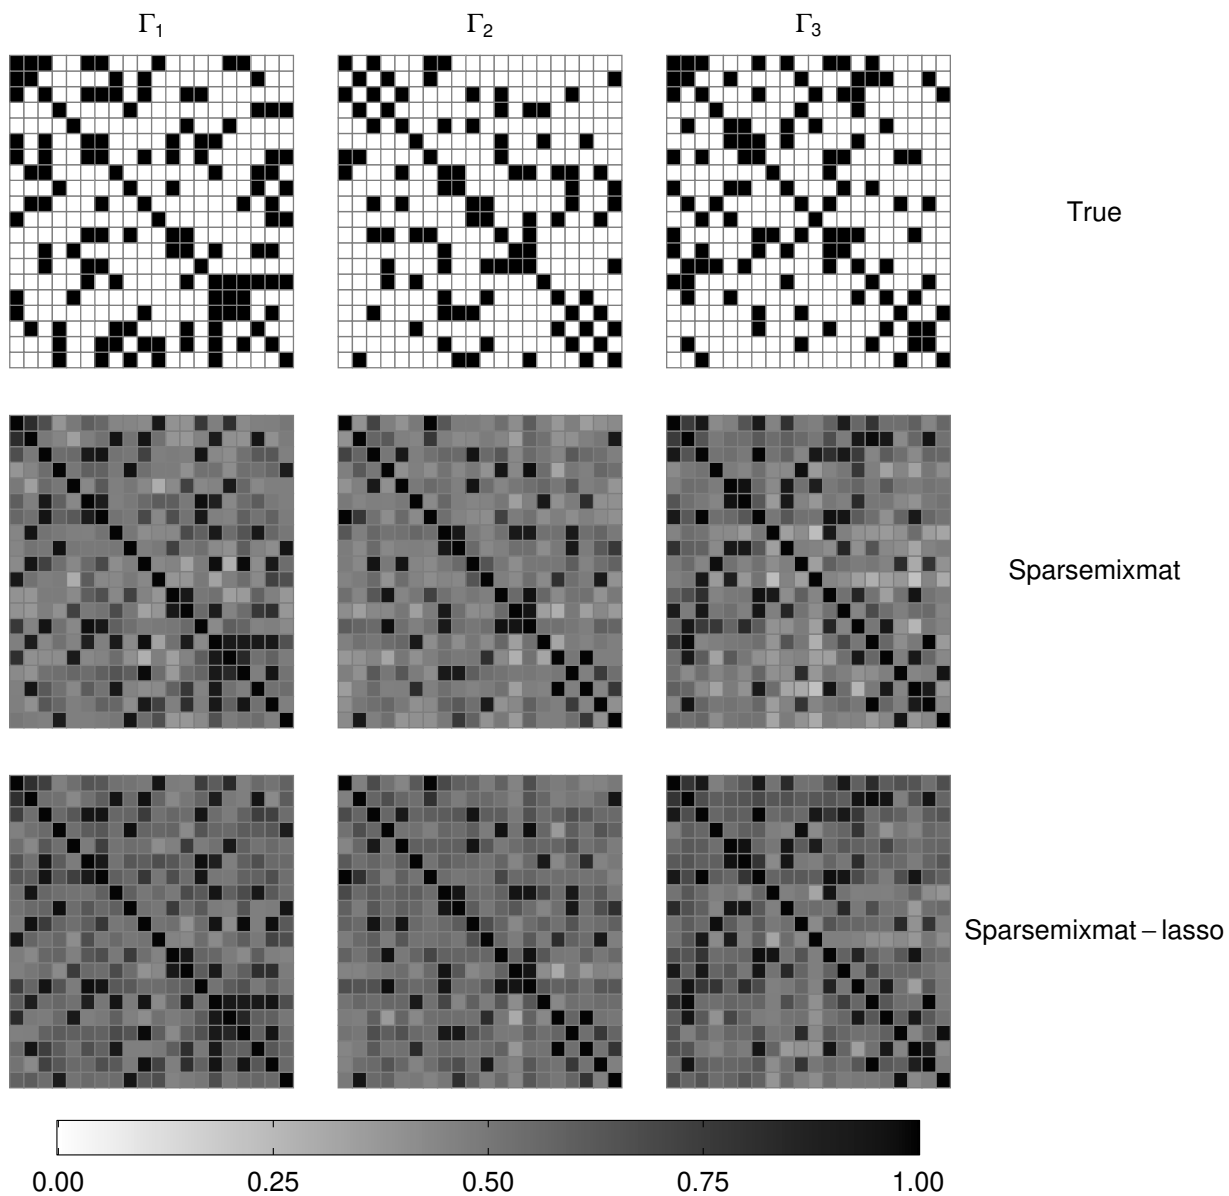 Γ1 Γ2 Γ3
True
Sparsemixmat
Sparsemixmat – lasso
0.00 0.25 0.50 0.75 1.00